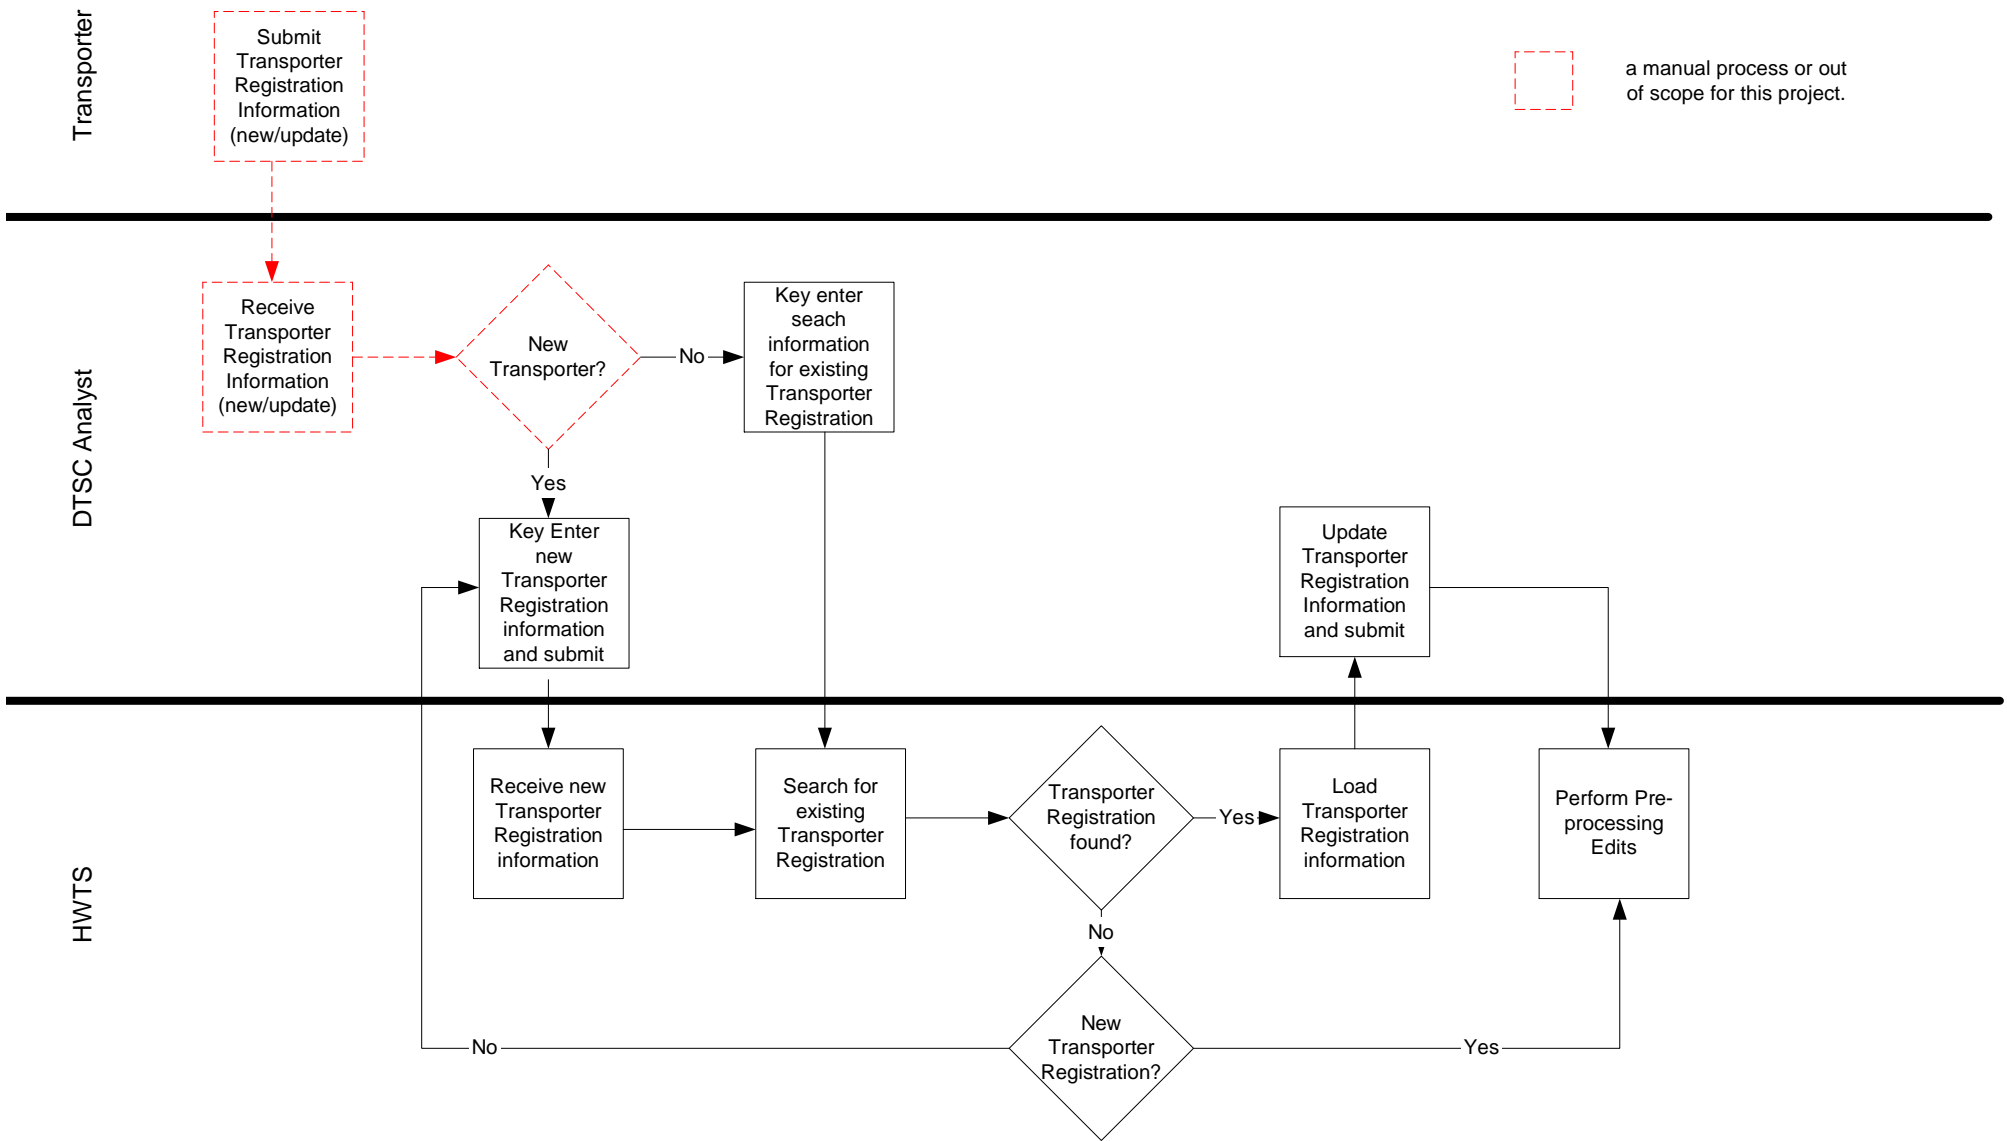 Transporter
Submit
Transporter
Registration
Information
(new/update)
a manual process or out
of scope for this project.
DTSC Analyst
Receive
Transporter
Registration
Information
(new/update)
New
Transporter?
No
Key enter
seach
information
for existing
Transporter
Registration
Yes
Key Enter
new
Transporter
Registration
information
and submit
Update
Transporter
Registration
Information
and submit
HWTS
Receive new
Transporter
Registration
information
Search for
existing
Transporter
Registration
Transporter
Registration
found?
Yes
Load
Transporter
Registration
information
Perform Pre-
processing
Edits
No
New
Transporter
Registration?
No
Yes